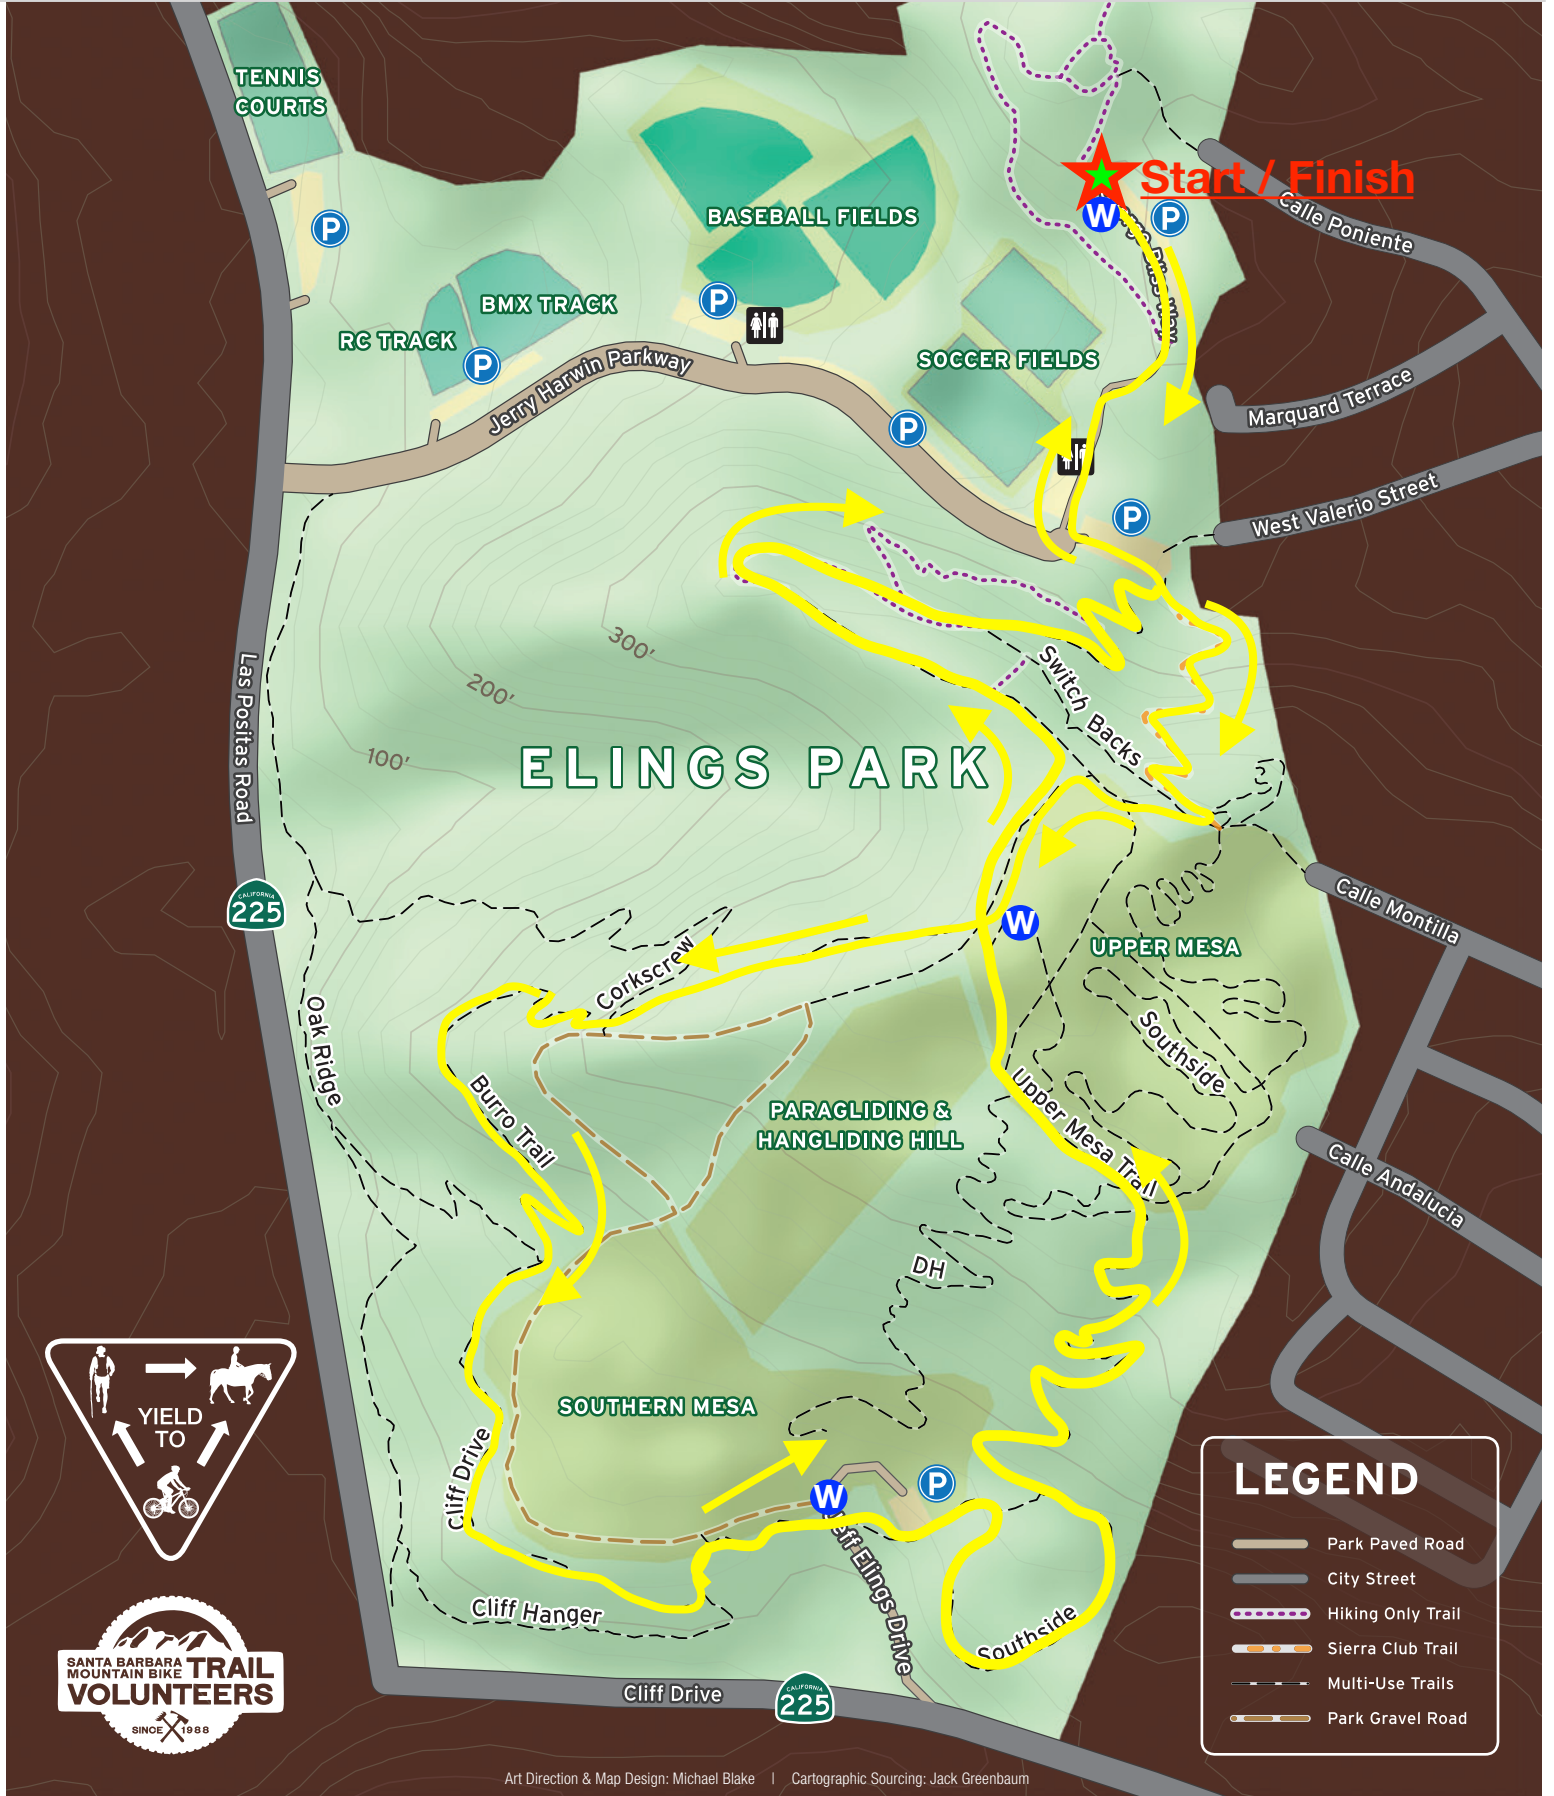 TENNIS
COURTS
Start / Finish
P
W
P
Calle Poniente
BASEBALL FIELDS
P
BMX TRACK
RC TRACK
P
SOCCER FIELDS
Jerry Harwin Parkway
P
Marquard Terrace
West Valerio Street
P
300'
200'
100'
Switch Backs
Las Positas Road
ELINGS PARK
CALIFORNIA
225
Calle Montilla
W
UPPER MESA
Corkscrew
Oak Ridge
Southside
Burro Trail
Upper Mesa Trail
PARAGLIDING &
HANGLIDING HILL
Calle Andalucia
DH
YIELD
TO
SOUTHERN MESA
Cliff Drive
W
P
Elings Drive
Cliff Hanger
Southside
Cliff Drive
CALIFORNIA
225
SANTA BARBARA
MOUNTAIN BIKE TRAIL
VOLUNTEERS
SINCE 1988
LEGEND
Park Paved Road
City Street
Hiking Only Trail
Sierra Club Trail
Multi-Use Trails
Park Gravel Road
Art Direction & Map Design: Michael Blake | Cartographic Sourcing: Jack Greenbaum